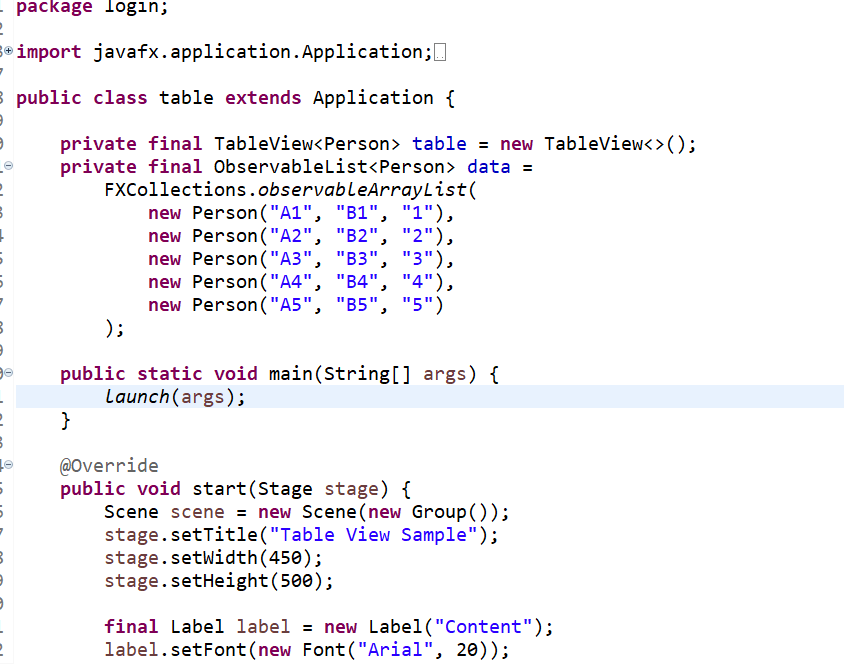 package login;
import javafx.application.Application;
public class table extends Application {
private final TableView<Person> table = new TableView<>();
private final ObservableList<Person> data =
FXCollections.observableArrayList(
new Person("A1", "B1", "1"),
new Person("A2", "B2", "2"),
new Person("A3", "B3", "3"),
new Person("A4", "B4", "4"),
new Person("A5", "B5", "5")
);
public static void main(String[] args) {
launch(args);
}
@Override
public void start(Stage stage) {
Scene scene = new Scene(new Group());
stage.setTitle("Table View Sample");
stage.setWidth(450);
stage.setHeight(500);
final Label label = new Label("Content");
label.setFont(new Font("Arial", 20));